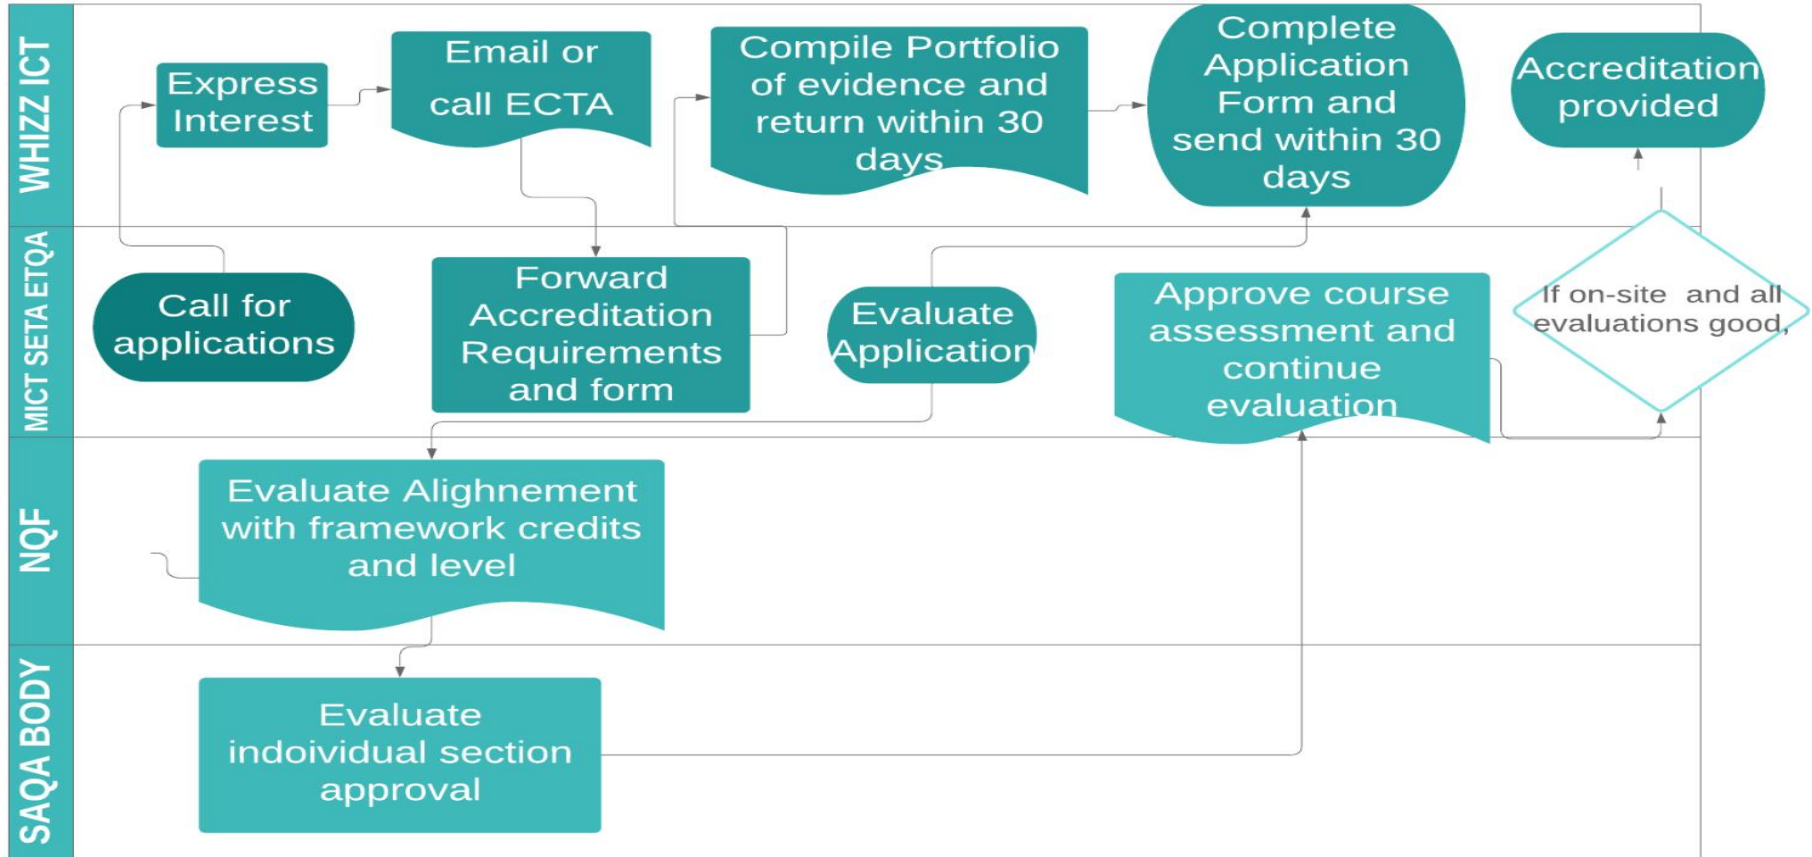 WHIZZ ICT
Express
Interest
Email or
call ECTA
Compile Portfolio
of evidence and
return within 30
days
Complete
Application
Form and
send within 30
days
Accreditation
provided
MICT SETA ETQA
Call for
applications
Forward
Accreditation
Requirements
and form
Evaluate
Application
Approve course
assessment and
continue
evaluation
If on-site and all
evaluations good,
NQF
Evaluate Alighnement
with framework credits
and level
SAQA BODY
Evaluate
indoividual section
approval